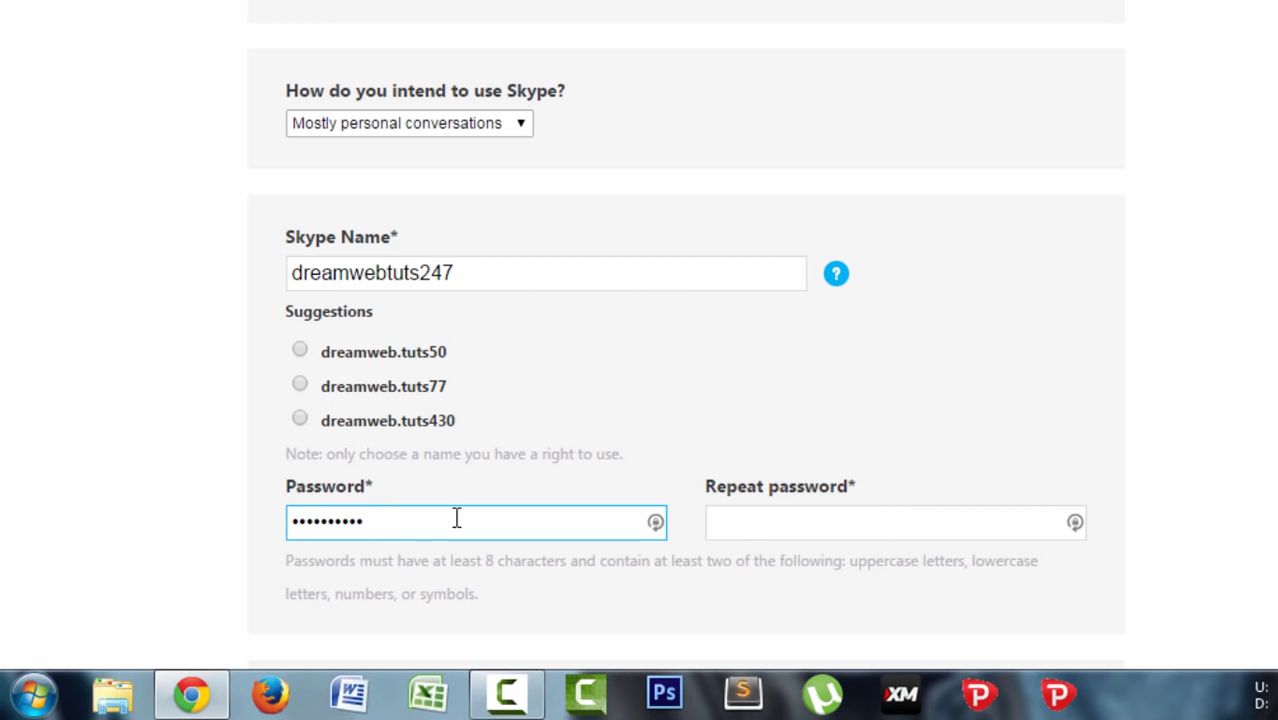 How do you intend to use Skype?
Mostly personal conversations ▼
Skype Name*
dreamwebtuts247
?
Suggestions
dreamweb.tuts50
dreamweb.tuts77
dreamweb.tuts430
Note: only choose a name you have a right to use.
Password* Repeat password*
••••••••••
Passwords must have at least 8 characters and contain at least two of the following: uppercase letters, lowercase
letters, numbers, or symbols.
W X C C Ps S µ XM P P U:
D: